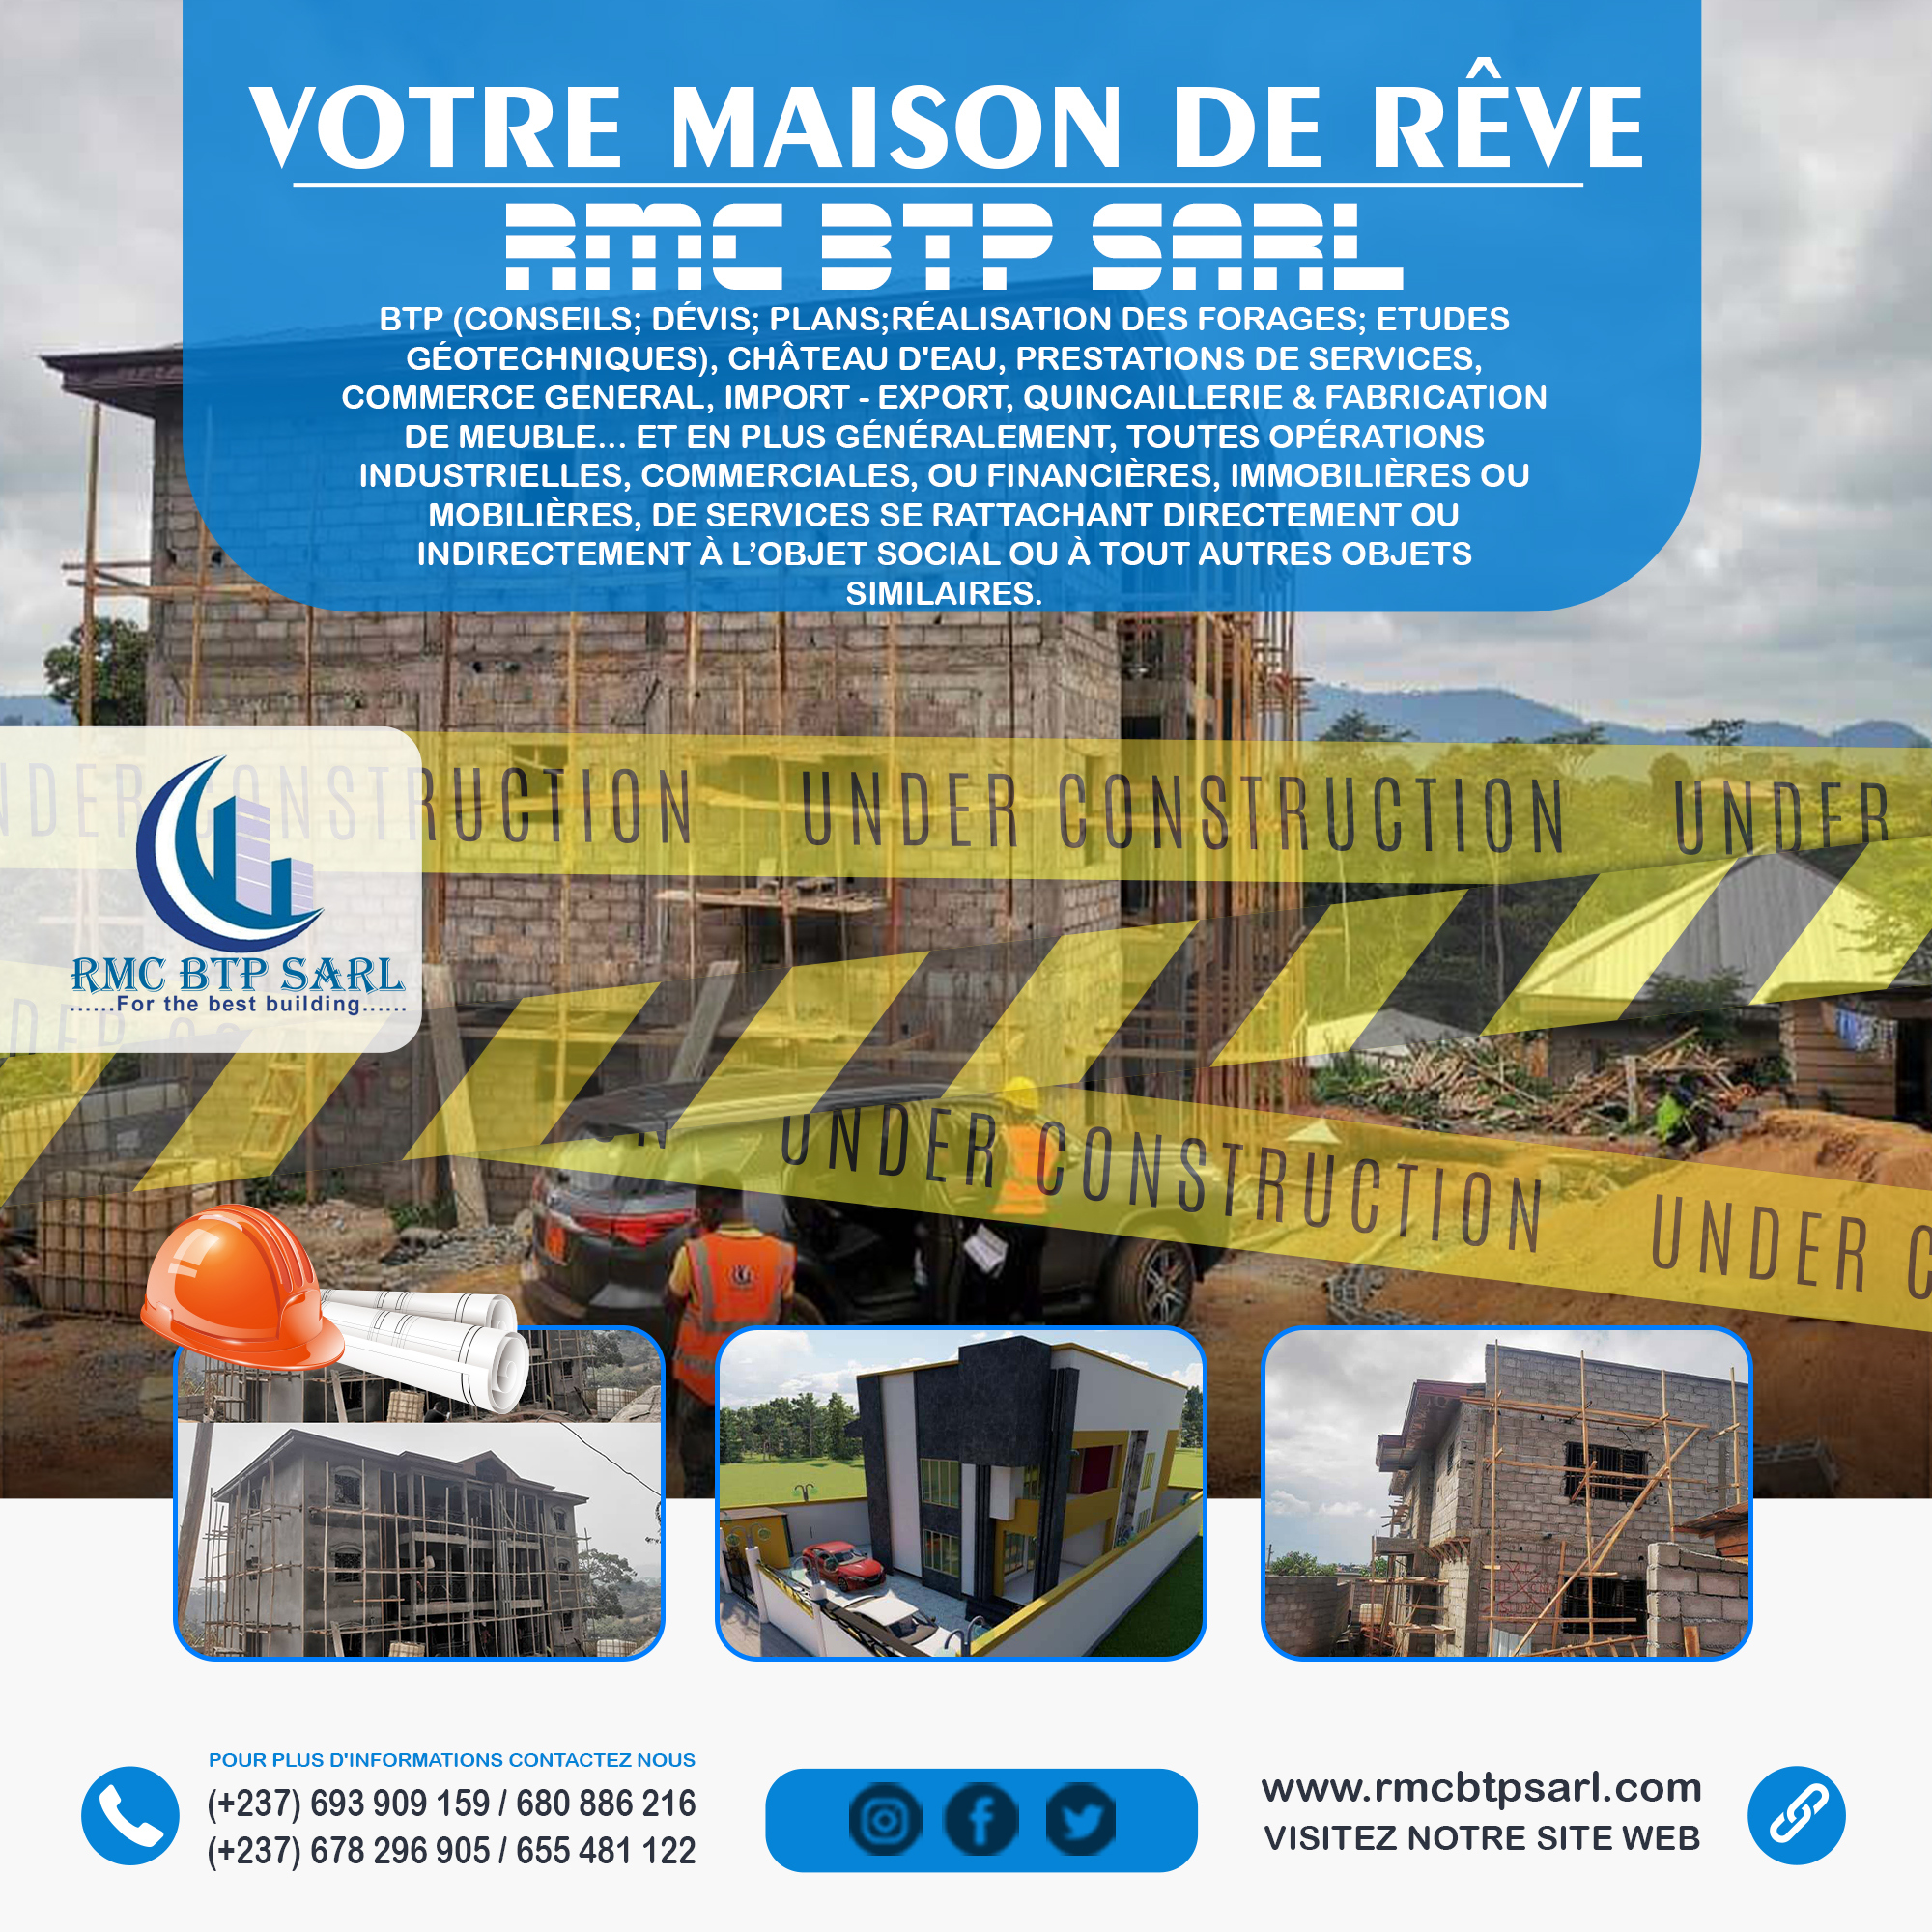 VOTRE MAISON DE RÊVE
RMC BTP SARL
BTP (CONSEILS; DÉVIS; PLANS;RÉALISATION DES FORAGES; ETUDES
GÉOTECHNIQUES), CHÂTEAU D'EAU, PRESTATIONS DE SERVICES,
COMMERCE GENERAL, IMPORT - EXPORT, QUINCAILLERIE & FABRICATION
DE MEUBLE... ET EN PLUS GÉNÉRALEMENT, TOUTES OPÉRATIONS
INDUSTRIELLES, COMMERCIALES, OU FINANCIÈRES, IMMOBILIÈRES OU
MOBILIÈRES, DE SERVICES SE RATTACHANT DIRECTEMENT OU
INDIRECTEMENT À L’OBJET SOCIAL OU À TOUT AUTRES OBJETS
SIMILAIRES.
NDER CONSTRUCTION UNDER CONSTRUCTION UNDER
RMC BTP SARL
......For the best building......
UNDER CONSTRUCTION UNDER C
POUR PLUS D'INFORMATIONS CONTACTEZ NOUS
(+237) 693 909 159 / 680 886 216
(+237) 678 296 905 / 655 481 122
www.rmcbtpsarl.com
VISITEZ NOTRE SITE WEB